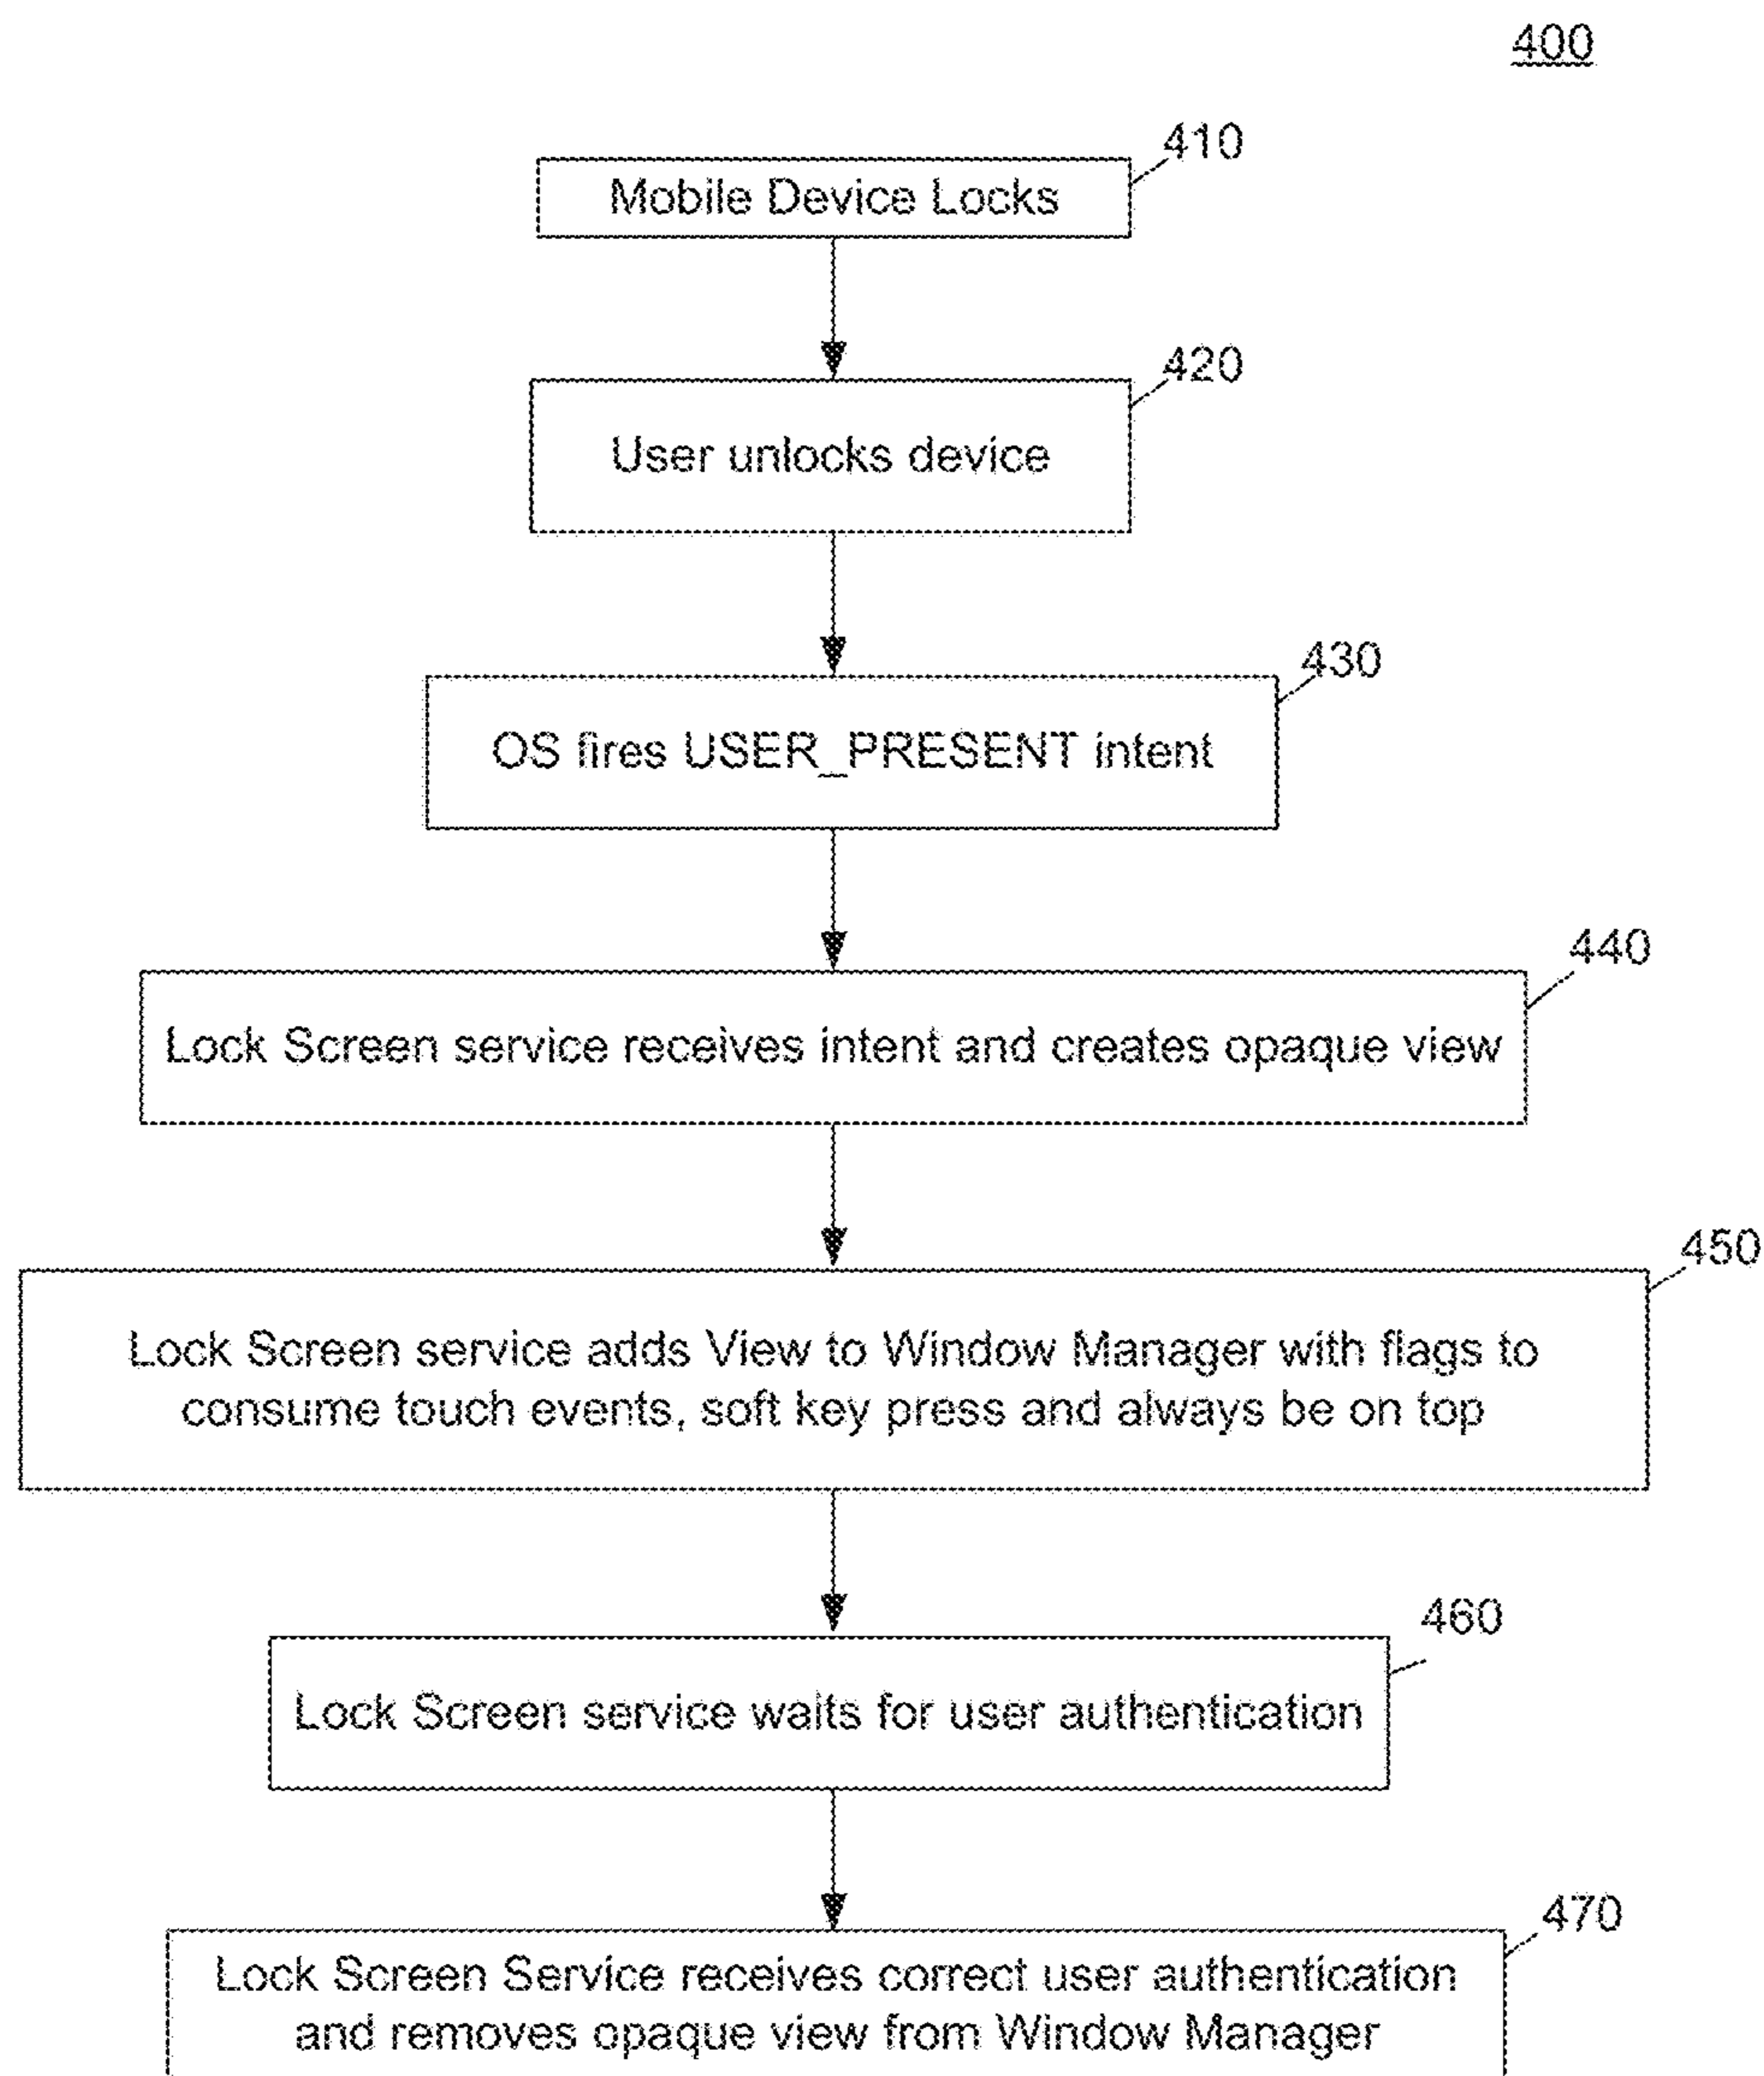 400
410
Mobile Device Locks
420
User unlocks device
430
OS fires USER_PRESENT intent
440
Lock Screen service receives intent and creates opaque view
450
Lock Screen service adds View to Window Manager with flags to
consume touch events, soft key press and always be on top
460
Lock Screen service waits for user authentication
470
Lock Screen Service receives correct user authentication
and removes opaque view from Window Manager